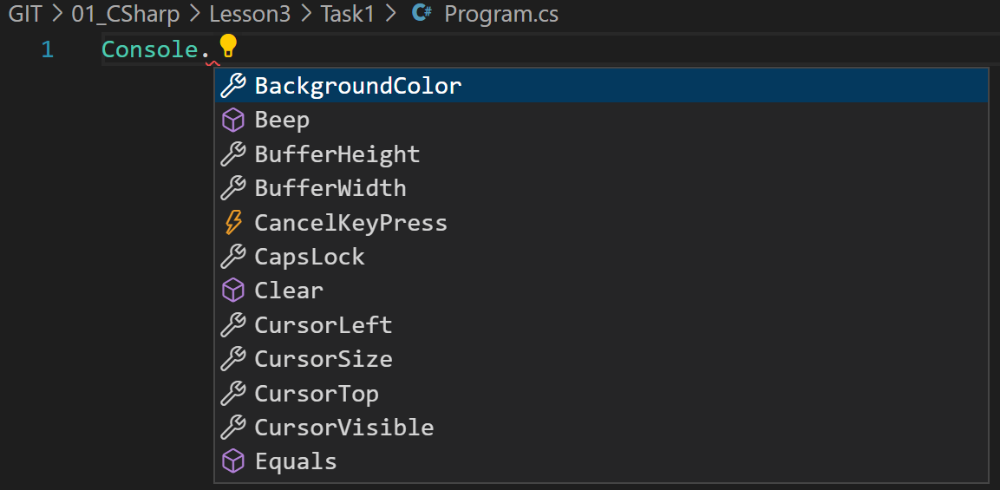 GIT > 01_CSharp > Lesson3 > Task1 > C# Program.cs
1 Console.
BackgroundColor
Beep
BufferHeight
BufferWidth
CancelKeyPress
CapsLock
Clear
CursorLeft
CursorSize
CursorTop
CursorVisible
Equals